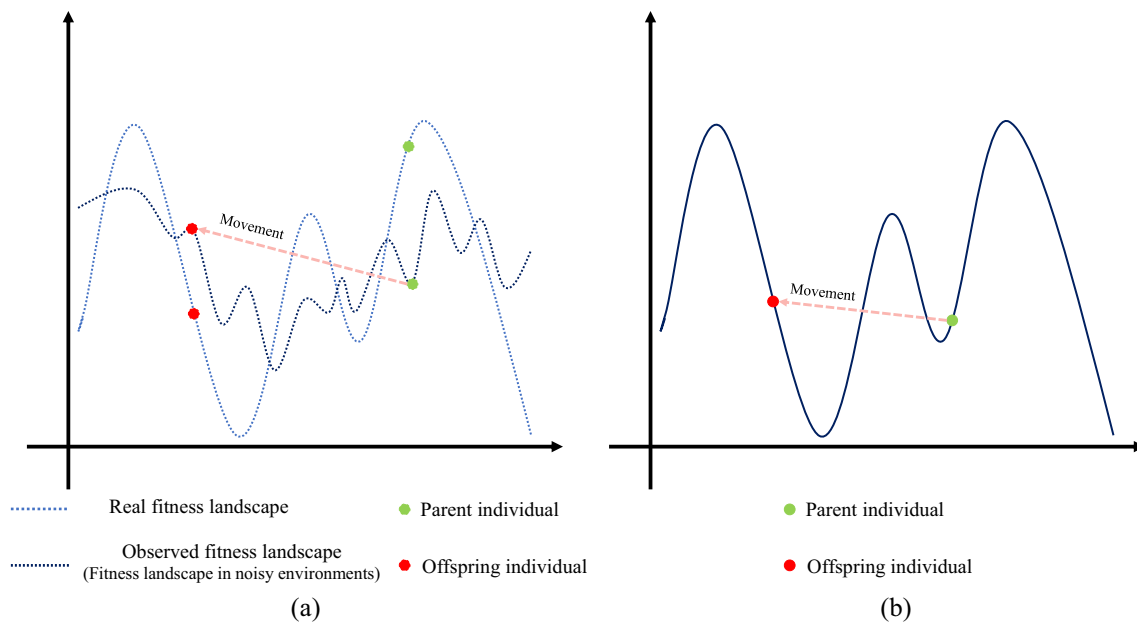 Movement
Movement
Real fitness landscape
Parent individual
Parent individual
Observed fitness landscape
(Fitness landscape in noisy environments)
Offspring individual
Offspring individual
(a)
(b)